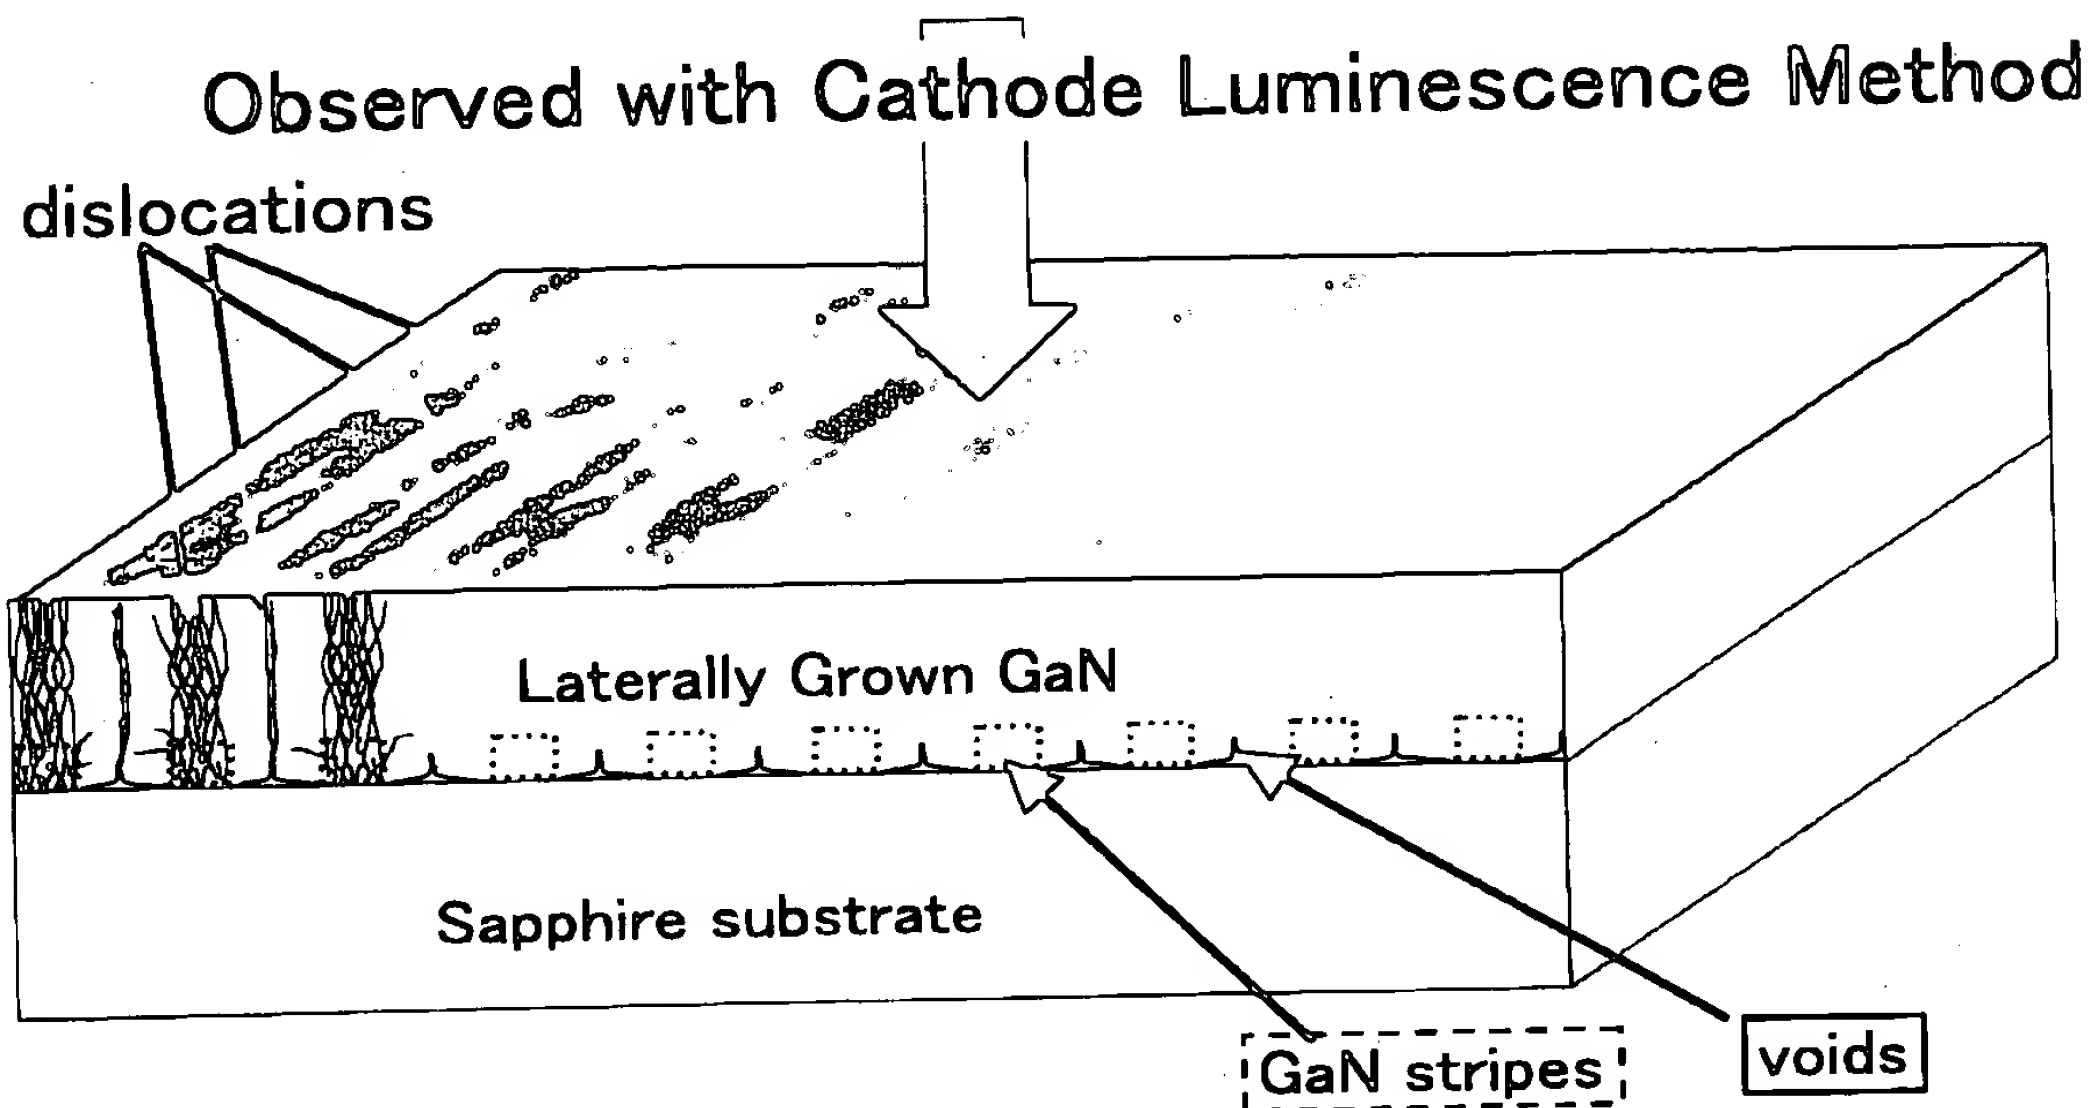 Observed with Cathode Luminescence Method
dislocations
Laterally Grown GaN
Sapphire substrate
GaN stripes
voids